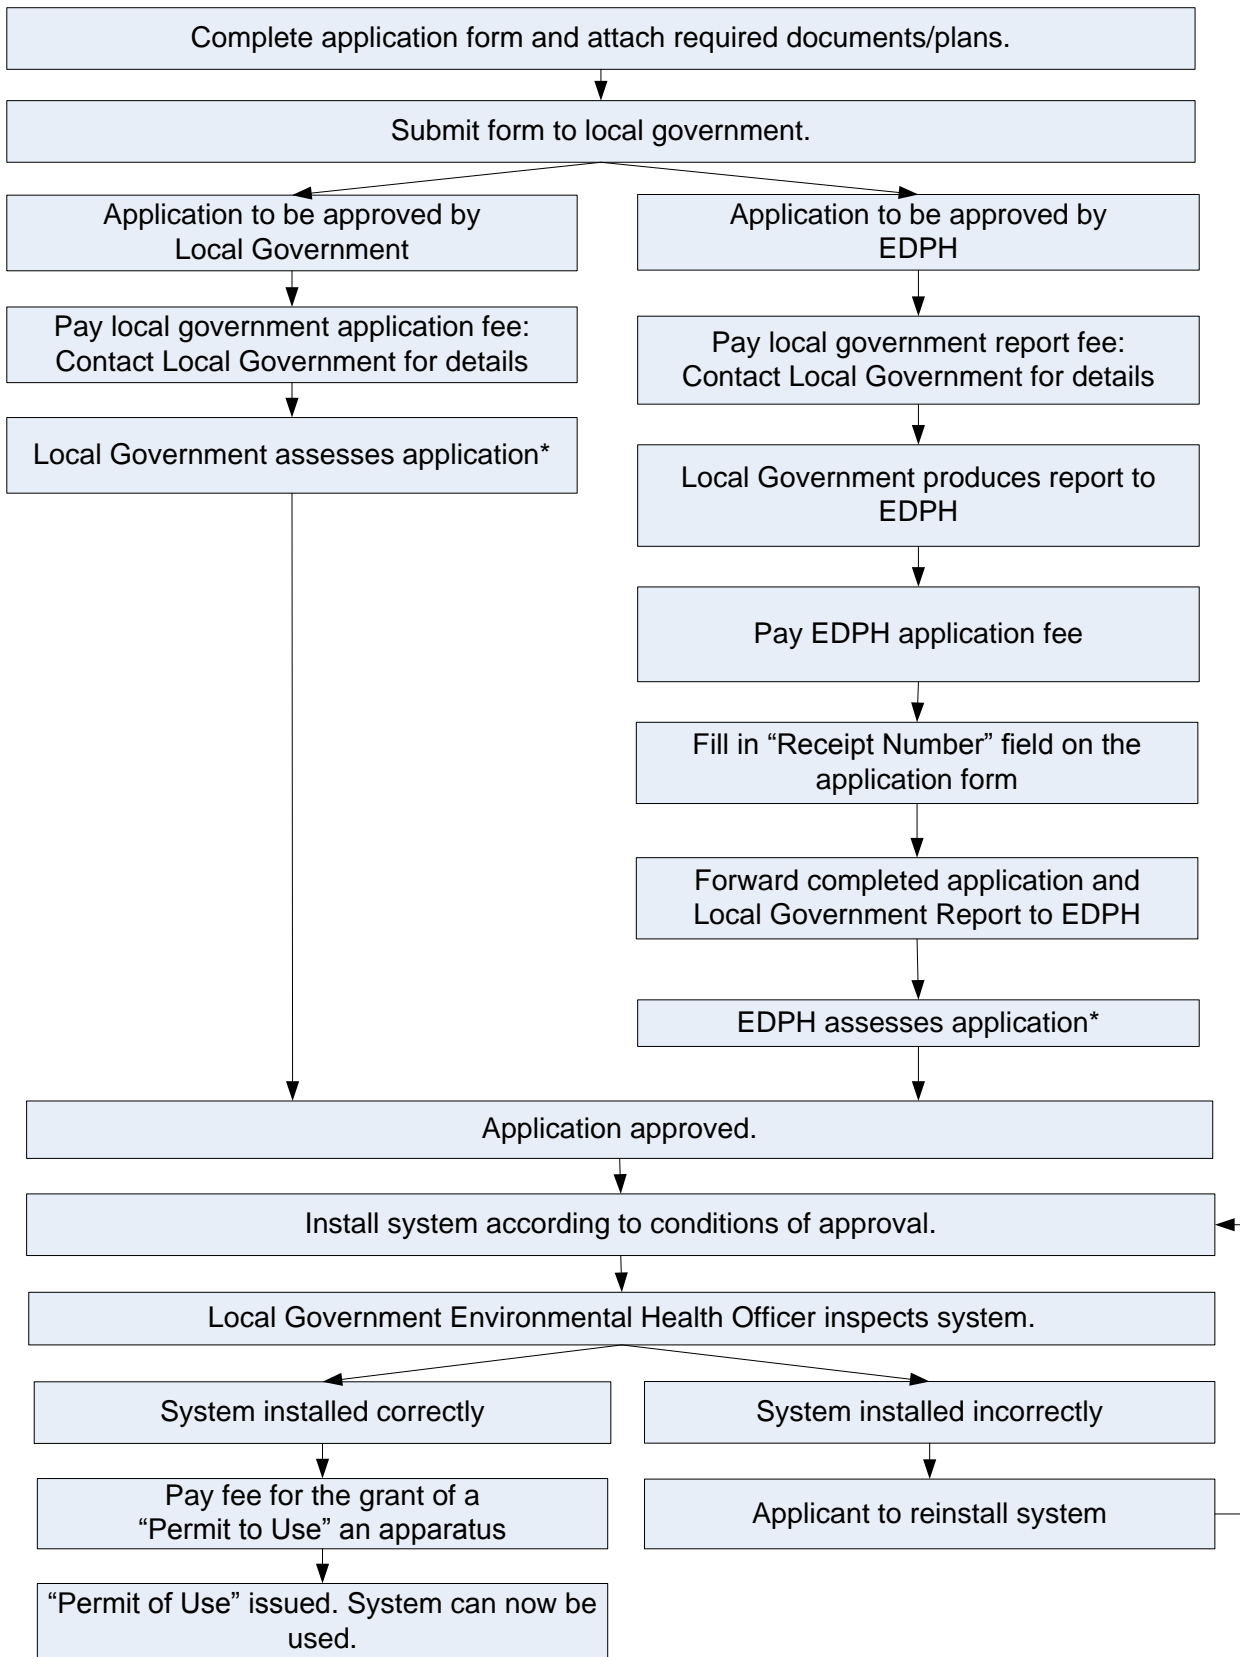 Complete application form and attach required documents/plans.
Submit form to local government.
Application to be approved by
Local Government
Application to be approved by
EDPH
Pay local government application fee:
Contact Local Government for details
Pay local government report fee:
Contact Local Government for details
Local Government assesses application*
Local Government produces report to
EDPH
Pay EDPH application fee
Fill in “Receipt Number” field on the
application form
Forward completed application and
Local Government Report to EDPH
EDPH assesses application*
Application approved.
Install system according to conditions of approval.
Local Government Environmental Health Officer inspects system.
System installed correctly
System installed incorrectly
Pay fee for the grant of a
“Permit to Use” an apparatus
Applicant to reinstall system
“Permit of Use” issued. System can now be
used.